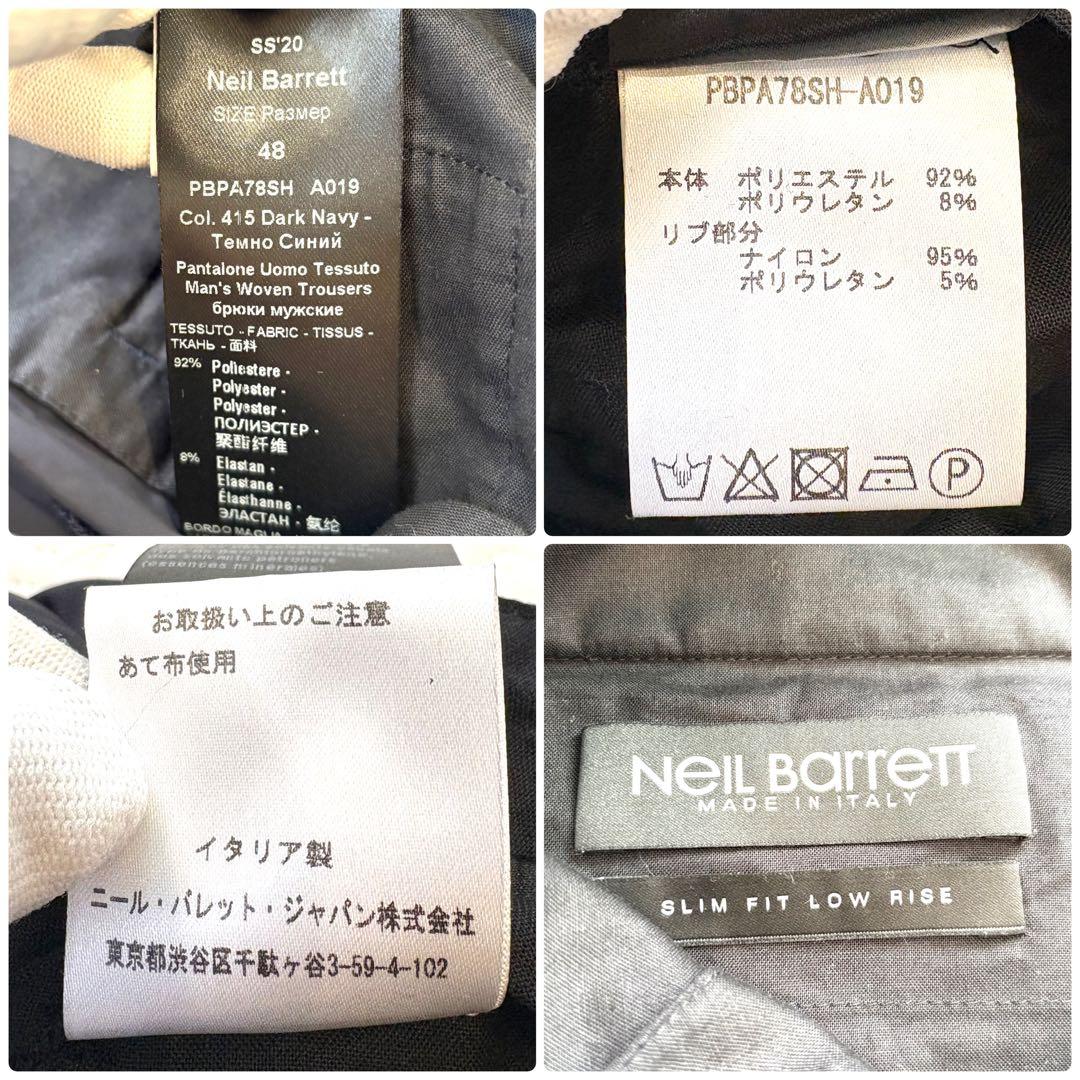 SS'20
Neil Barrett
SIZE Размер
48
PBPA78SH A019
Col. 415 Dark Navy -
Темно Синий
Pantalone Uomo Tessuto
Man's Woven Trousers
брюки мужские
TESSUTO - FABRIC - TISSUS -
ТКАНЬ - 面料
92% Poliestere -
Polyester -
Polyester -
ПОЛИЭСТЕР -
聚酯纤维
8% Elastan -
Elastane -
Élasthanne -
ЭЛАСТАН - 氨纶
BORDO MAGLIA
PBPA78SH-A019
本体 ポリエステル 92%
ポリウレタン 8%
リブ部分
ナイロン 95%
ポリウレタン 5%
P
(essences minérales)
お取扱い上のご注意
あて布使用
イタリア製
ニール・バレット・ジャパン株式会社
東京都渋谷区千駄ヶ谷3-59-4-102
NEIL BARRETT
MADE IN ITALY
SLIM FIT LOW RISE